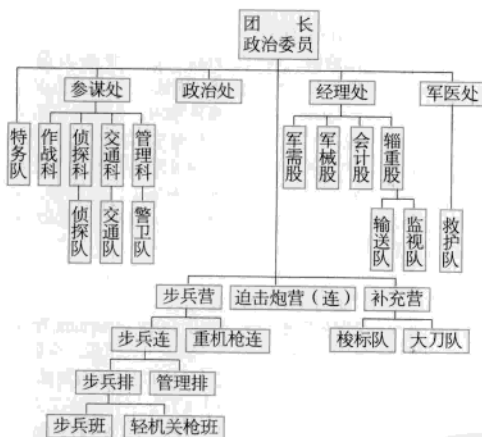 团　　长
政治委员
参谋处
政治处
经理处
军医处
特务队
作战科
侦探科
交通科
管理科
侦探队
交通队
警卫队
军需股
军械股
会计股
辎重股
输送队
监视队
救护队
步兵营
迫击炮营（连）
补充营
步兵连
重机枪连
梭标队
大刀队
步兵排
管理排
步兵班
轻机关枪班